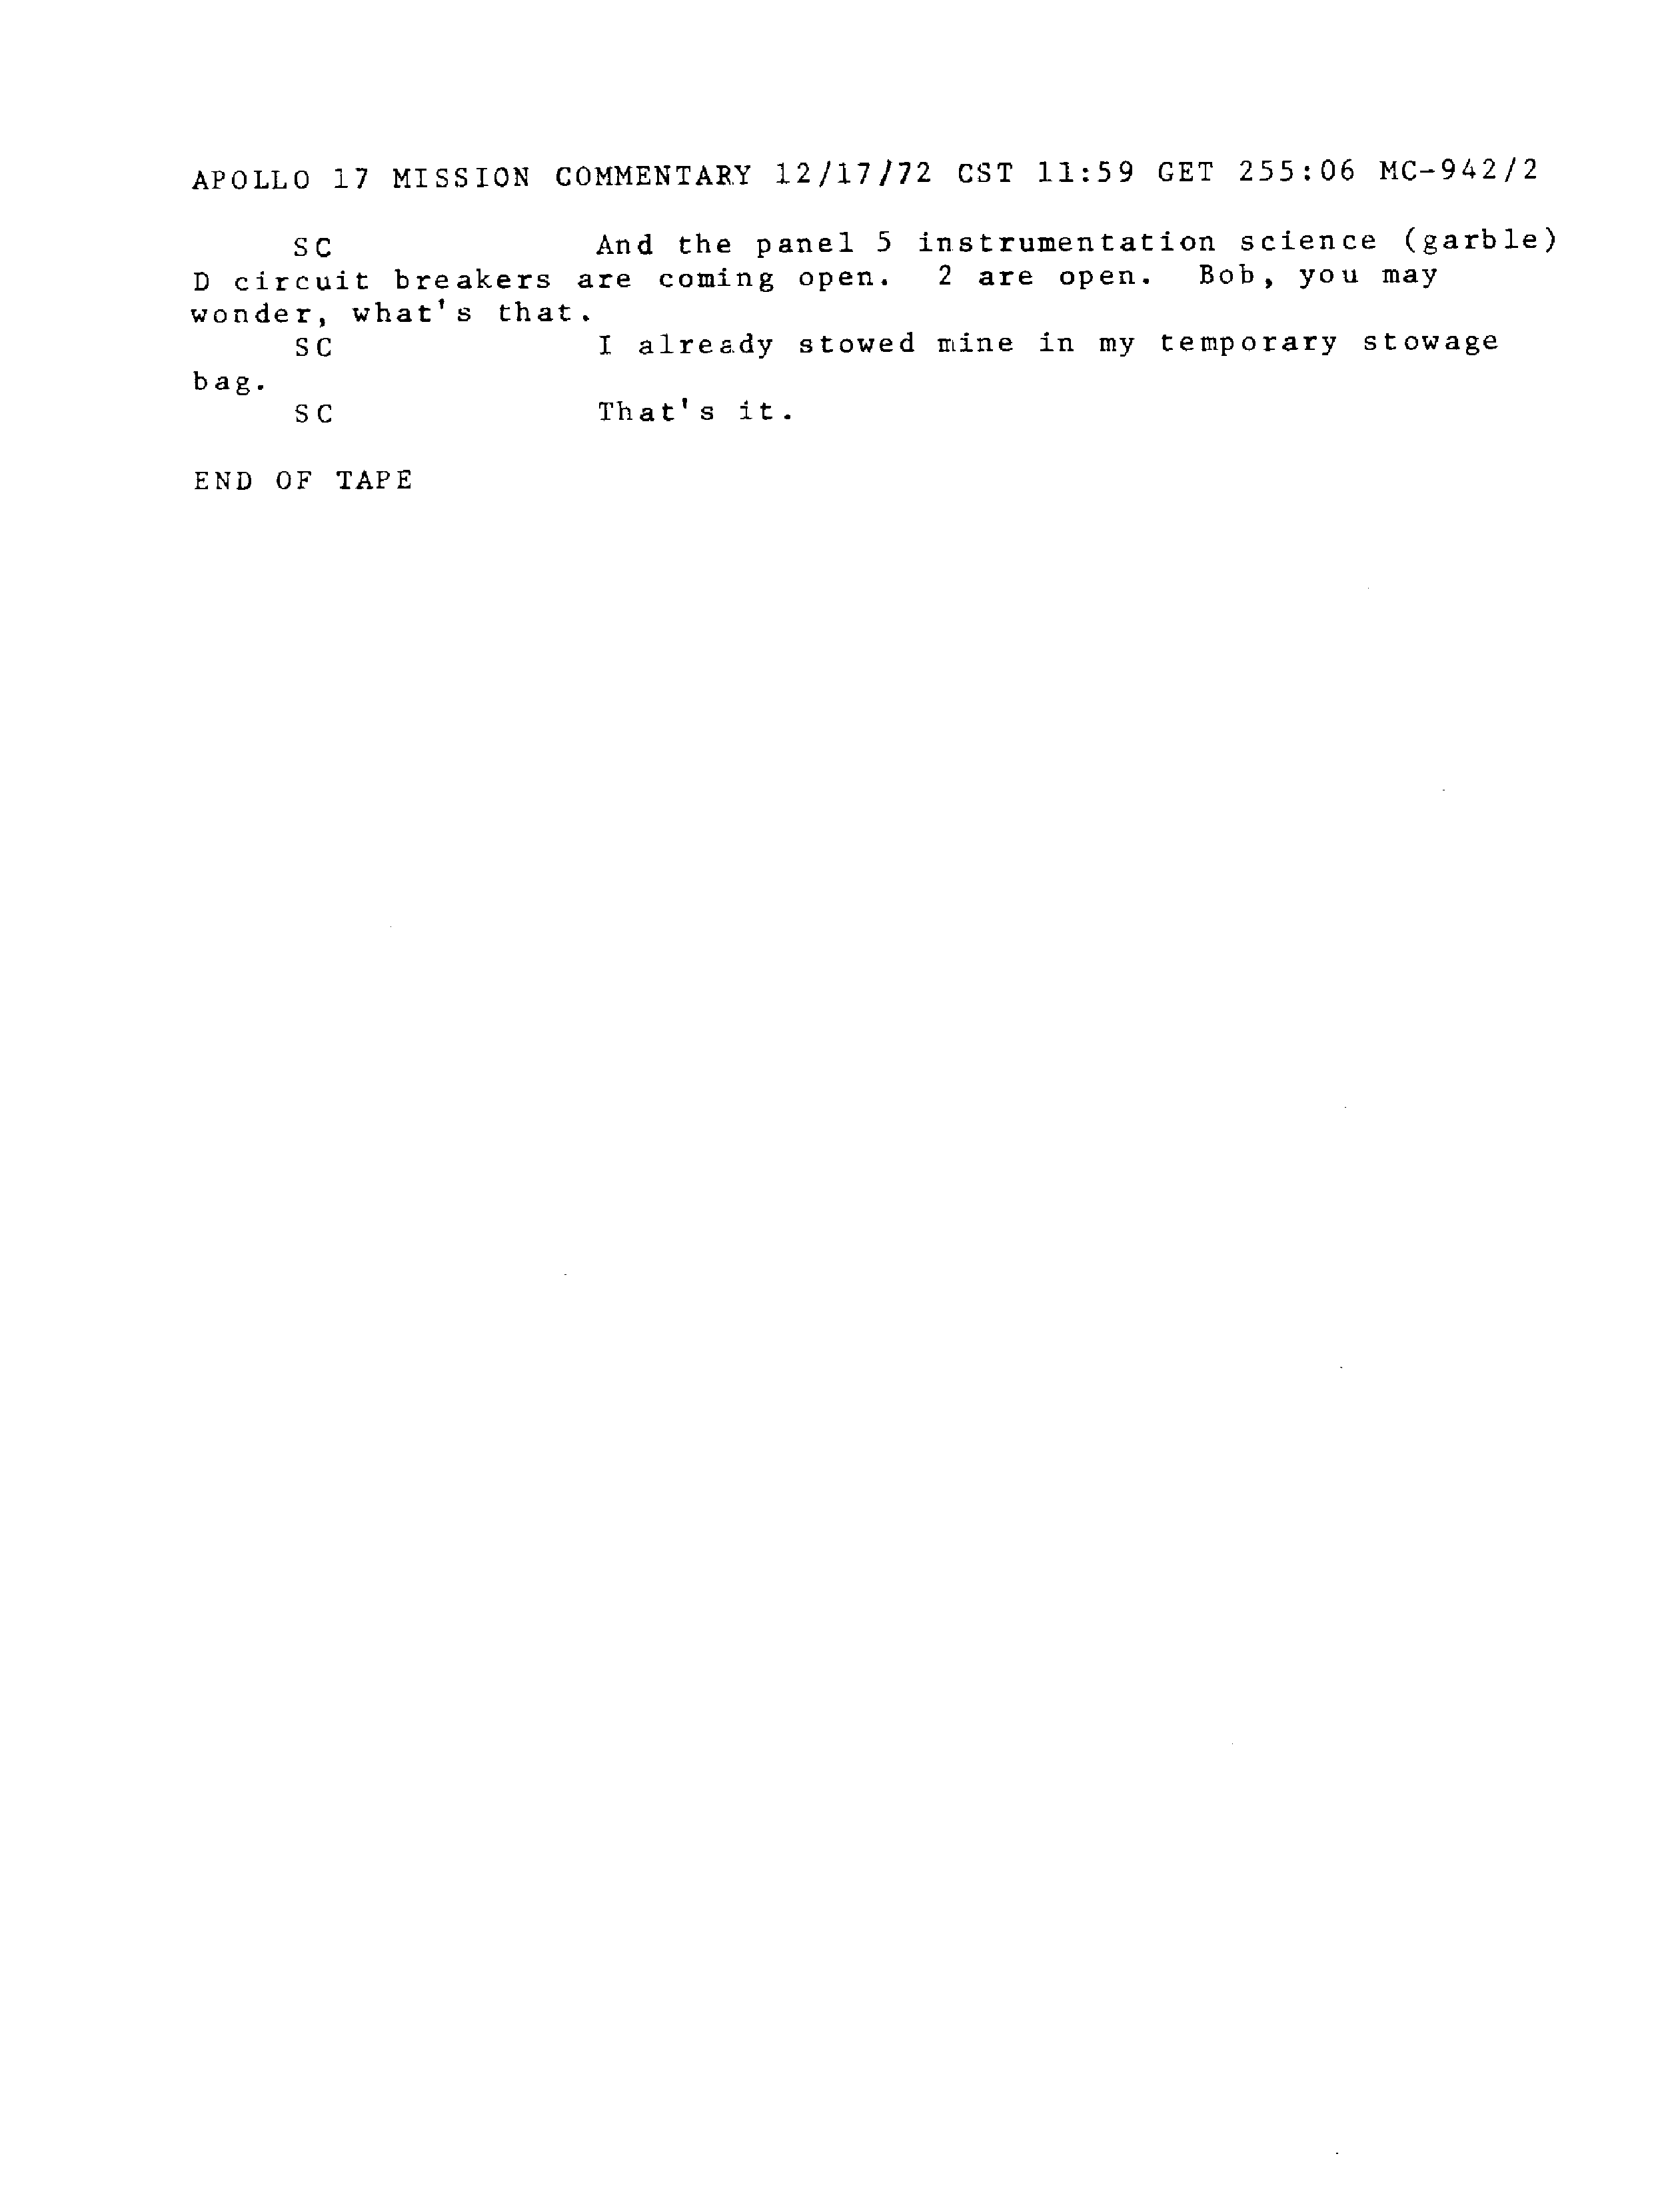 APOLLO 17 MISSION COMMENTARY 12/17/72 CST 11:59 GET 255:06 MC-942/2
SC And the panel 5 instrumentation science (garble)
D circuit breakers are coming open. 2 are open. Bob, you may
wonder, what's that.
SC I already stowed mine in my temporary stowage
bag.
SC That's it.
END OF TAPE